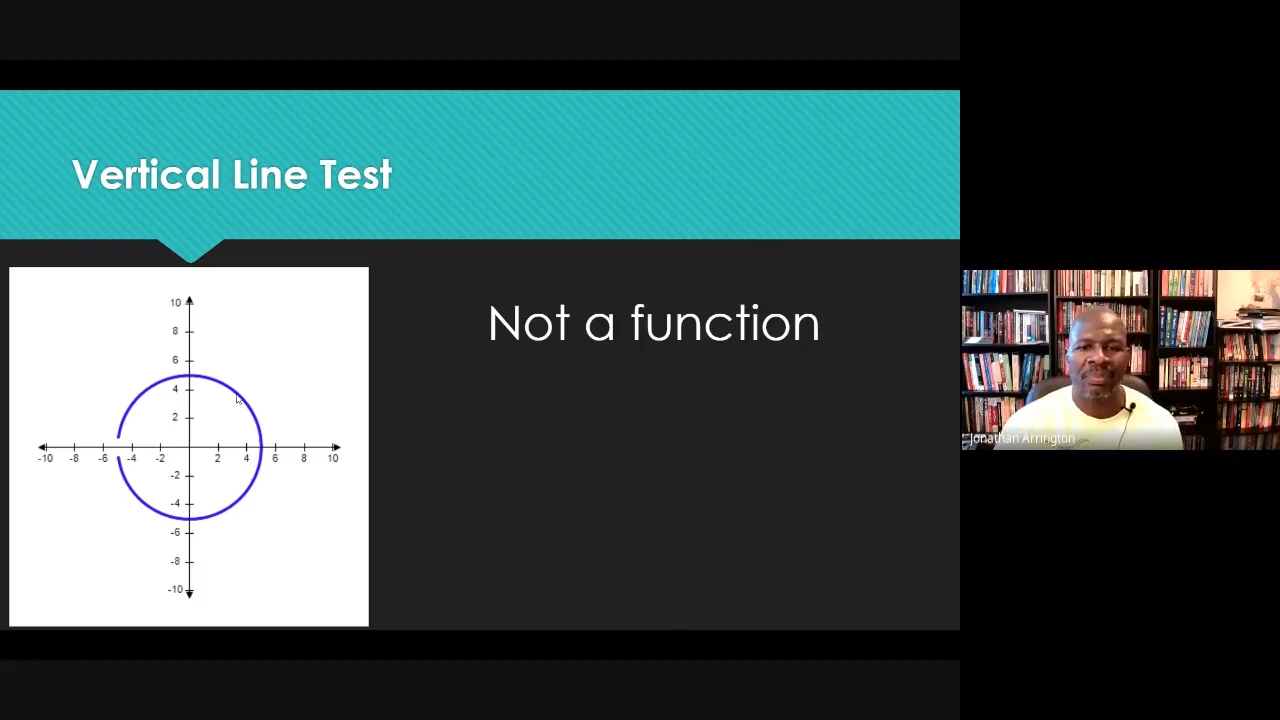 Vertical Line Test
Not a function
10
8
6
4
2
-10 -8 -6 -4 -2 2 4 6 8 10
-2
-4
-6
-8
-10
Jonathan Arrington